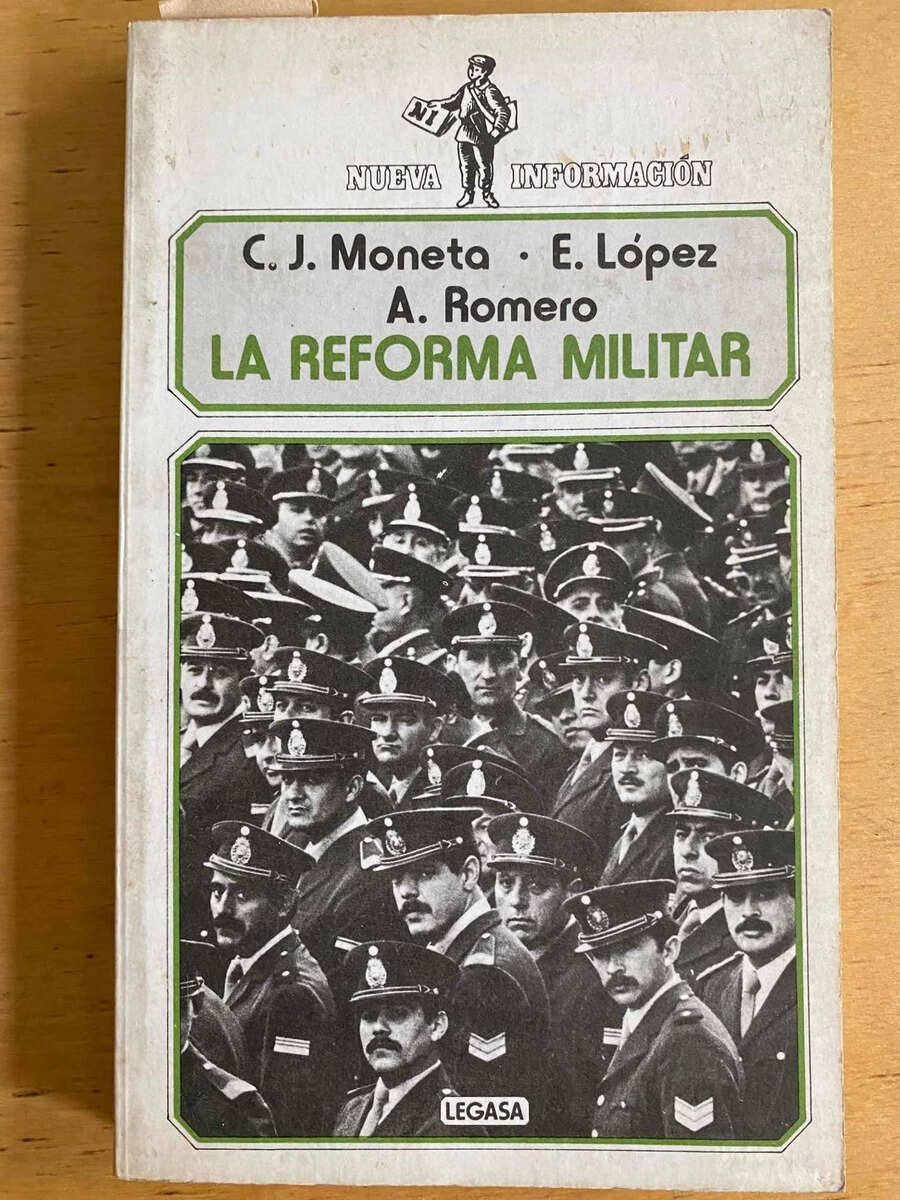 NI
NUEVA INFORMACIÓN
C. J. Moneta · E. López
A. Romero
LA REFORMA MILITAR
LEGASA